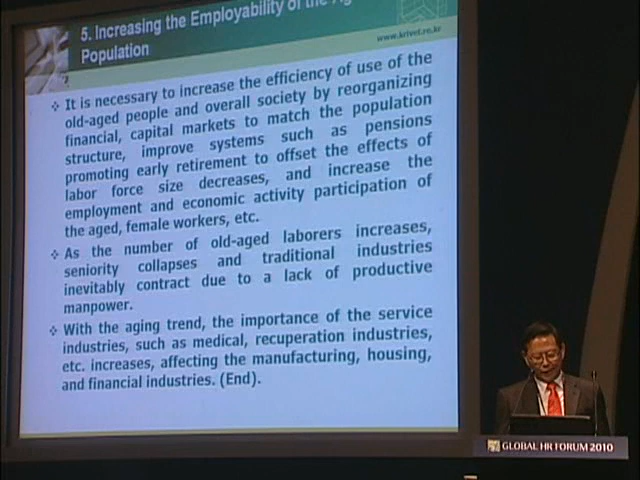 5. Increasing the Employability of the Ag
Population
www.krivet.re.kr
❖ It is necessary to increase the efficiency of use of the
old-aged people and overall society by reorganizing
financial, capital markets to match the population
structure, improve systems such as pensions
promoting early retirement to offset the effects of
labor force size decreases, and increase the
employment and economic activity participation of
the aged, female workers, etc.
❖ As the number of old-aged laborers increases,
seniority collapses and traditional industries
inevitably contract due to a lack of productive
manpower.
❖ With the aging trend, the importance of the service
industries, such as medical, recuperation industries,
etc. increases, affecting the manufacturing, housing,
and financial industries. (End).
GLOBAL HR FORUM 2010